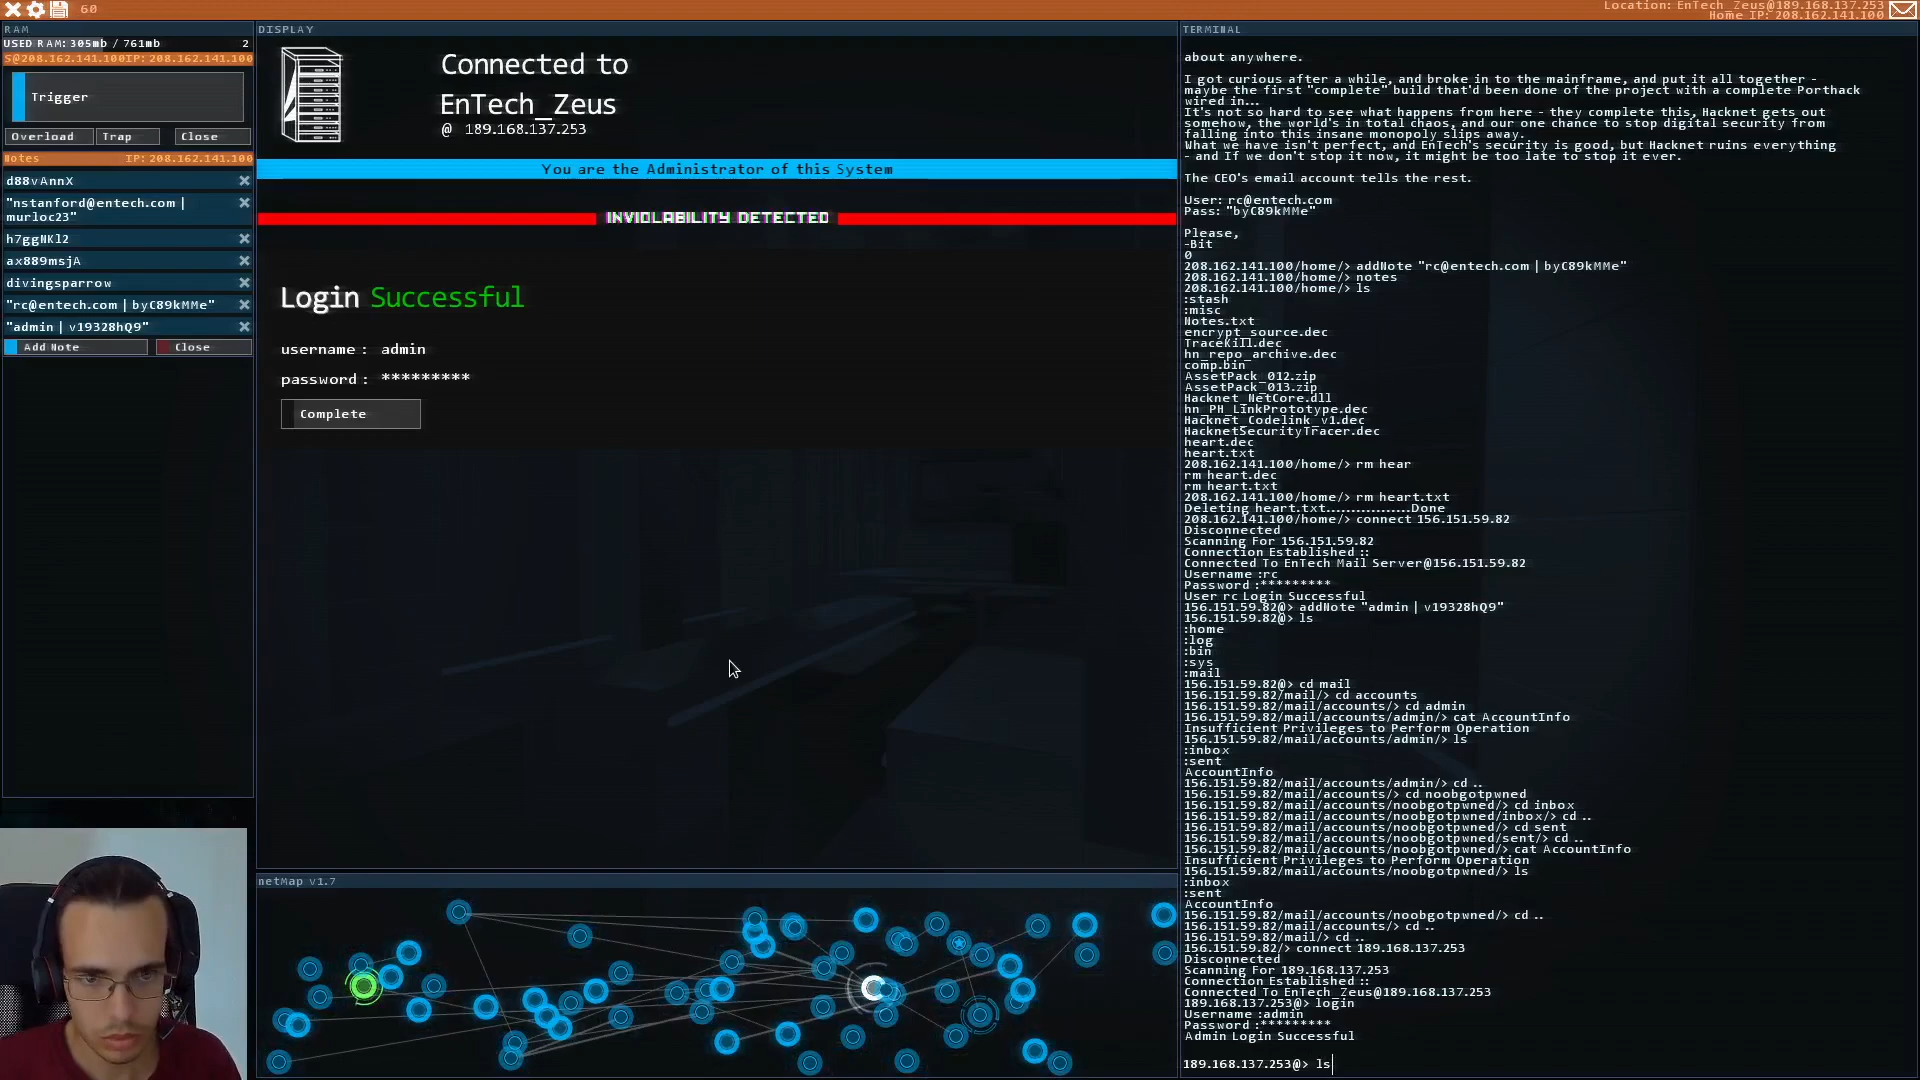 60
Location: EnTech_Zeus@189.168.137.253
Home IP: 208.162.141.100
RAM
USED RAM: 305mb / 761mb
2
S@208.162.141.100IP: 208.162.141.100
Trigger
Overload
Trap
Close
Notes
IP: 208.162.141.100
d88vAnnX
"nstanford@entech.com |
murloc23"
h7ggNKl2
ax889msjA
divingsparrow
"rc@entech.com | byC89kMMe"
"admin | v19328hQ9"
Add Note
Close
DISPLAY
Connected to
EnTech_Zeus
@ 189.168.137.253
You are the Administrator of this System
INVIOLABILITY DETECTED
Login Successful
username : admin
password : *********
Complete
netMap v1.7
TERMINAL
about anywhere.
I got curious after a while, and broke in to the mainframe, and put it all together -
maybe the first "complete" build that'd been done of the project with a complete Porthack
wired in...
It's not so hard to see what happens from here - they complete this, Hacknet gets out
somehow, the world's in total chaos, and our one chance to stop digital security from
falling into this insane monopoly slips away.
What we have isn't perfect, and EnTech's security is good, but Hacknet ruins everything
- and If we don't stop it now, it might be too late to stop it ever.
The CEO's email account tells the rest.
User: rc@entech.com
Pass: "byC89kMMe"
Please,
-Bit
0
208.162.141.100/home/> addNote "rc@entech.com | byC89kMMe"
208.162.141.100/home/> notes
208.162.141.100/home/> ls
:stash
:misc
Notes.txt
encrypt_source.dec
TraceKill.dec
hn_repo_archive.dec
comp.bin
AssetPack_012.zip
AssetPack_013.zip
Hacknet_NetCore.dll
hn_PH_LinkPrototype.dec
Hacknet_Codelink_v1.dec
HacknetSecurityTracer.dec
heart.dec
heart.txt
208.162.141.100/home/> rm hear
rm heart.dec
rm heart.txt
208.162.141.100/home/> rm heart.txt
Deleting heart.txt.................Done
208.162.141.100/home/> connect 156.151.59.82
Disconnected
Scanning For 156.151.59.82
Connection Established ::
Connected To EnTech Mail Server@156.151.59.82
Username :rc
Password :*********
User rc Login Successful
156.151.59.82@> addNote "admin | v19328hQ9"
156.151.59.82@> ls
:home
:log
:bin
:sys
:mail
156.151.59.82@> cd mail
156.151.59.82/mail/> cd accounts
156.151.59.82/mail/accounts/> cd admin
156.151.59.82/mail/accounts/admin/> cat AccountInfo
Insufficient Privileges to Perform Operation
156.151.59.82/mail/accounts/admin/> ls
:inbox
:sent
AccountInfo
156.151.59.82/mail/accounts/admin/> cd ..
156.151.59.82/mail/accounts/> cd noobgotpwned
156.151.59.82/mail/accounts/noobgotpwned/> cd inbox
156.151.59.82/mail/accounts/noobgotpwned/inbox/> cd ..
156.151.59.82/mail/accounts/noobgotpwned/> cd sent
156.151.59.82/mail/accounts/noobgotpwned/sent/> cd ..
156.151.59.82/mail/accounts/noobgotpwned/> cat AccountInfo
Insufficient Privileges to Perform Operation
156.151.59.82/mail/accounts/noobgotpwned/> ls
:inbox
:sent
AccountInfo
156.151.59.82/mail/accounts/noobgotpwned/> cd ..
156.151.59.82/mail/accounts/> cd ..
156.151.59.82/mail/> cd ..
156.151.59.82/> connect 189.168.137.253
Disconnected
Scanning For 189.168.137.253
Connection Established ::
Connected To EnTech_Zeus@189.168.137.253
189.168.137.253@> login
Username :admin
Password :*********
Admin Login Successful
189.168.137.253@> ls